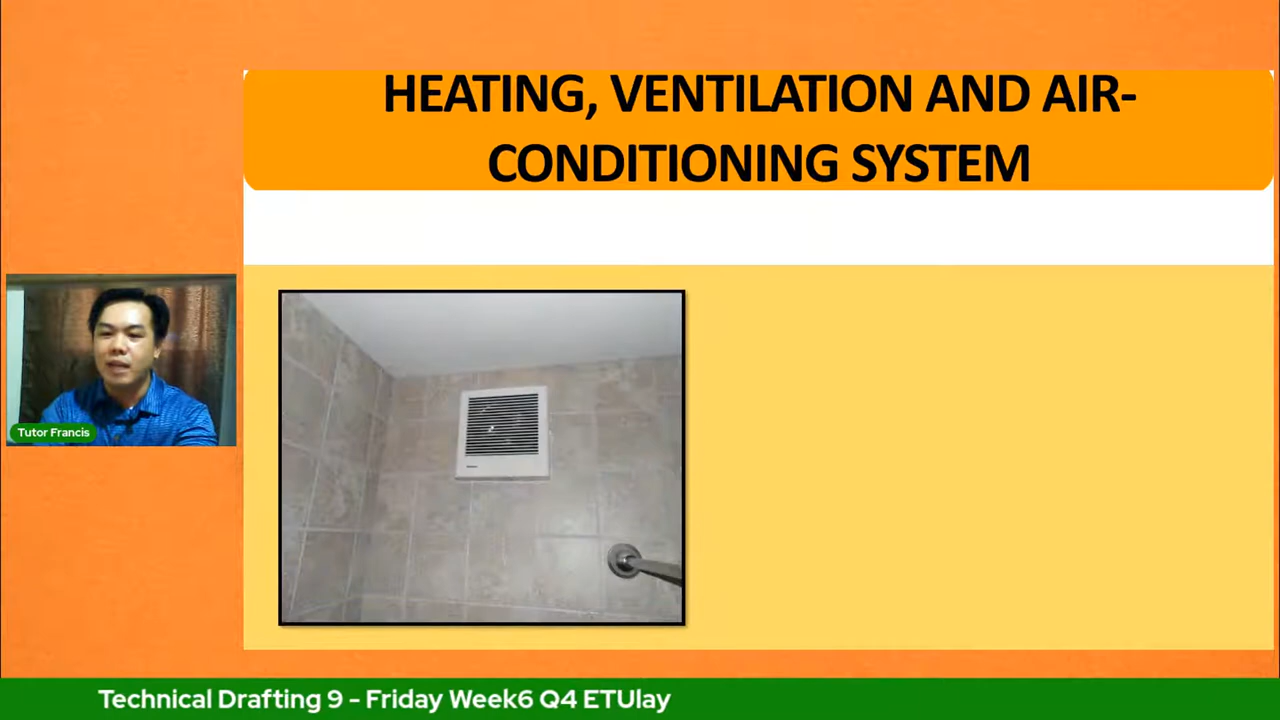 HEATING, VENTILATION AND AIR-
CONDITIONING SYSTEM
Tutor Francis
Technical Drafting 9 - Friday Week6 Q4 ETUlay